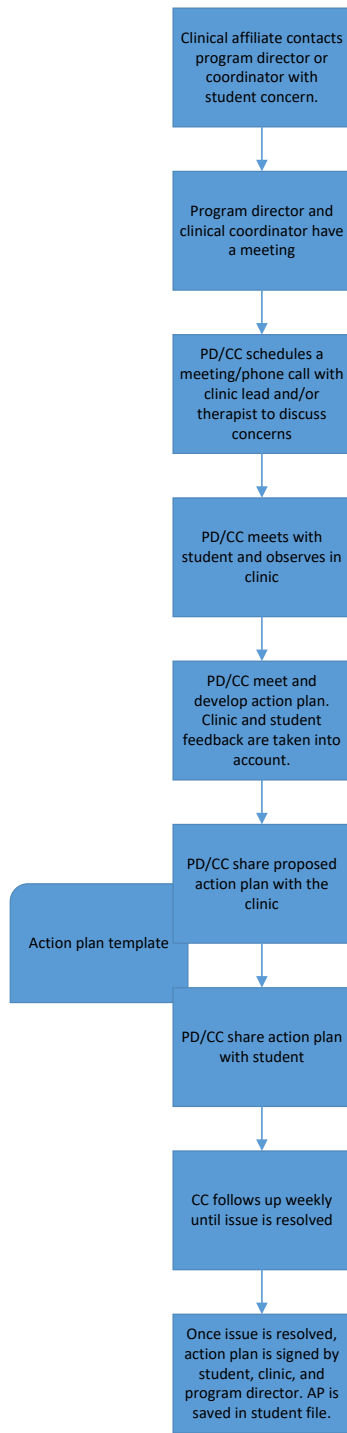 Clinical affiliate contacts
program director or
coordinator with
student concern.
Program director and
clinical coordinator have
a meeting
PD/CC schedules a
meeting/phone call with
clinic lead and/or
therapist to discuss
concerns
PD/CC meets with
student and observes in
clinic
PD/CC meet and
develop action plan.
Clinic and student
feedback are taken into
account.
PD/CC share proposed
action plan with the
clinic
Action plan template
PD/CC share action plan
with student
CC follows up weekly
until issue is resolved
Once issue is resolved,
action plan is signed by
student, clinic, and
program director. AP is
saved in student file.